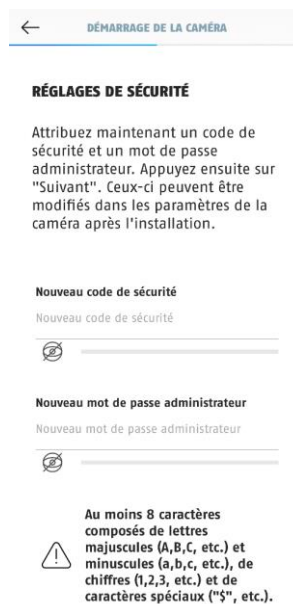 DÉMARRAGE DE LA CAMÉRA
RÉGLAGES DE SÉCURITÉ
Attribuez maintenant un code de
sécurité et un mot de passe
administrateur. Appuyez ensuite sur
"Suivant". Ceux-ci peuvent être
modifiés dans les paramètres de la
caméra après l'installation.
Nouveau code de sécurité
Nouveau code de sécurité
Nouveau mot de passe administrateur
Nouveau mot de passe administrateur
Au moins 8 caractères
composés de lettres
majuscules (A,B,C, etc.) et
minuscules (a,b,c, etc.), de
chiffres (1,2,3, etc.) et de
caractères spéciaux ("$", etc.).